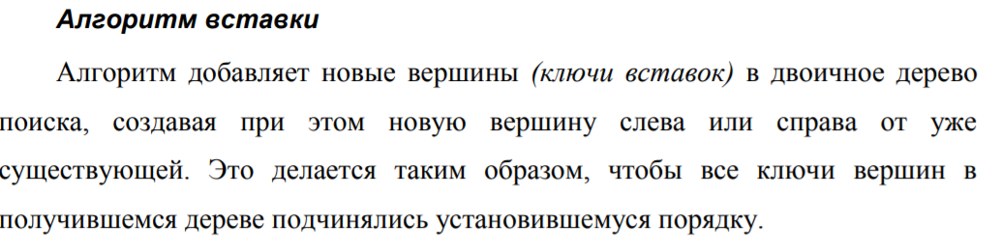 Алгоритм вставки
Алгоритм добавляет новые вершины (ключи вставок) в двоичное дерево
поиска, создавая при этом новую вершину слева или справа от уже
существующей. Это делается таким образом, чтобы все ключи вершин в
получившемся дереве подчинялись установившемуся порядку.